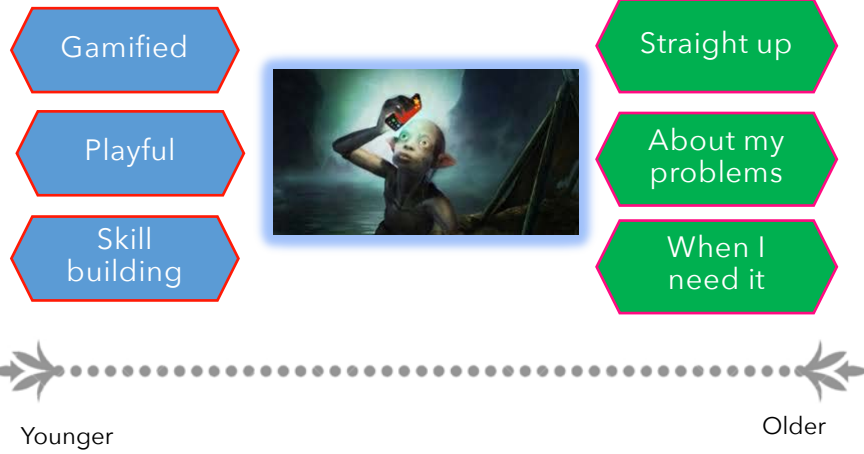 Gamified
Playful
Skill
building
Straight up
About my
problems
When I
need it
Younger
Older